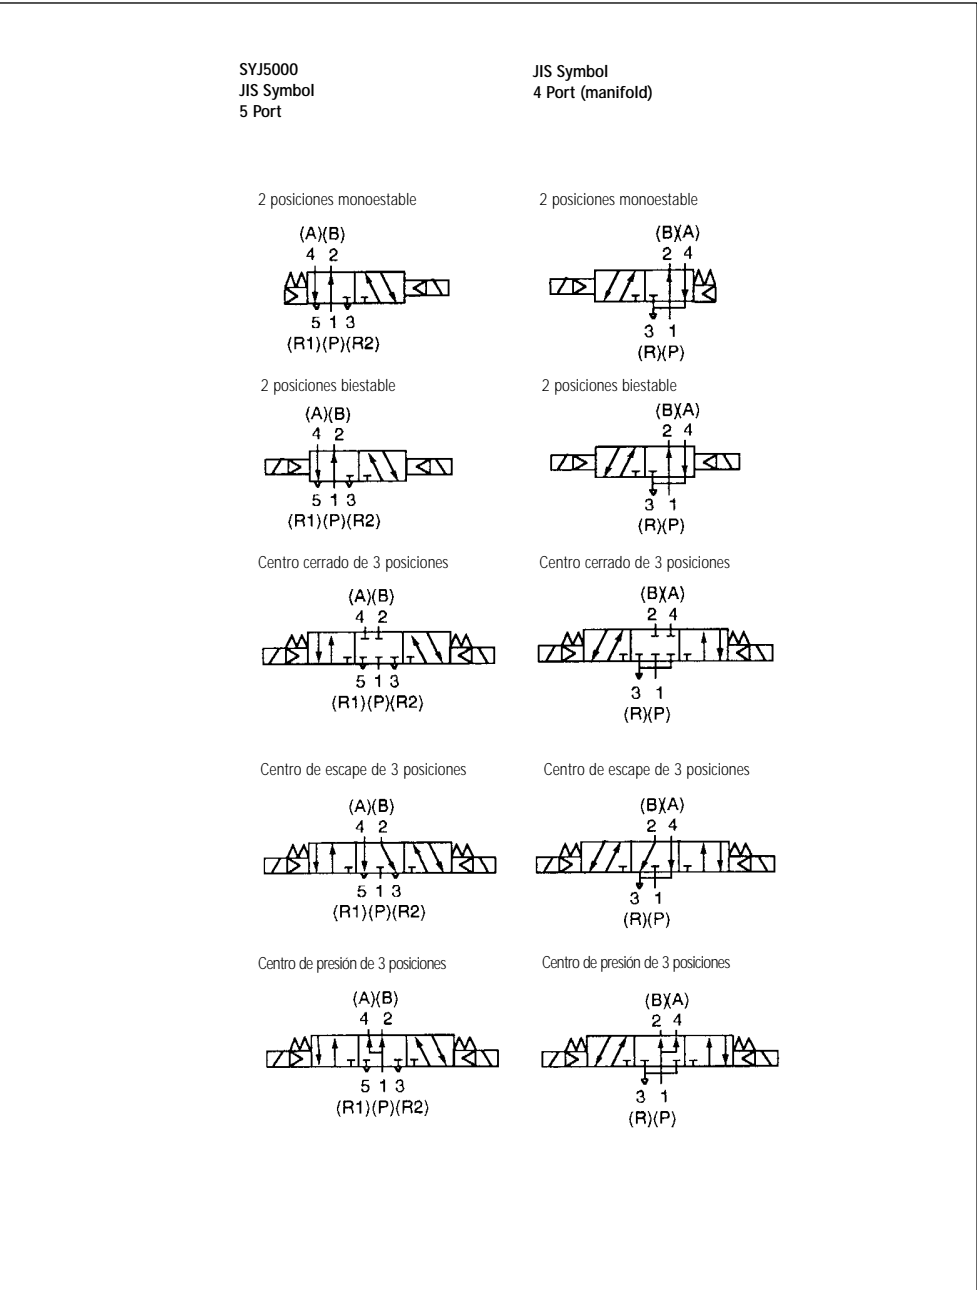 SYJ5000
JIS Symbol
5 Port
2 posiciones monoestable
(A)(B)
4 2
5 1 3
(R1)(P)(R2)
2 posiciones biestable
(A)(B)
4 2
5 1 3
(R1)(P)(R2)
Centro cerrado de 3 posiciones
(A)(B)
4 2
5 1 3
(R1)(P)(R2)
Centro de escape de 3 posiciones
(A)(B)
4 2
5 1 3
(R1)(P)(R2)
Centro de presión de 3 posiciones
(A)(B)
4 2
5 1 3
(R1)(P)(R2)
JIS Symbol
4 Port (manifold)
2 posiciones monoestable
(B)(A)
2 4
3 1
(R)(P)
2 posiciones biestable
(B)(A)
2 4
3 1
(R)(P)
Centro cerrado de 3 posiciones
(B)(A)
2 4
3 1
(R)(P)
Centro de escape de 3 posiciones
(B)(A)
2 4
3 1
(R)(P)
Centro de presión de 3 posiciones
(B)(A)
2 4
3 1
(R)(P)